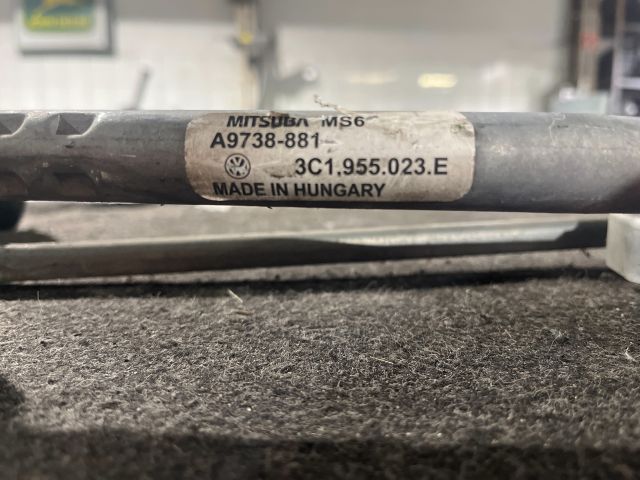 MITSUBA MS6
A9738-881
3C1.955.023.E
MADE IN HUNGARY